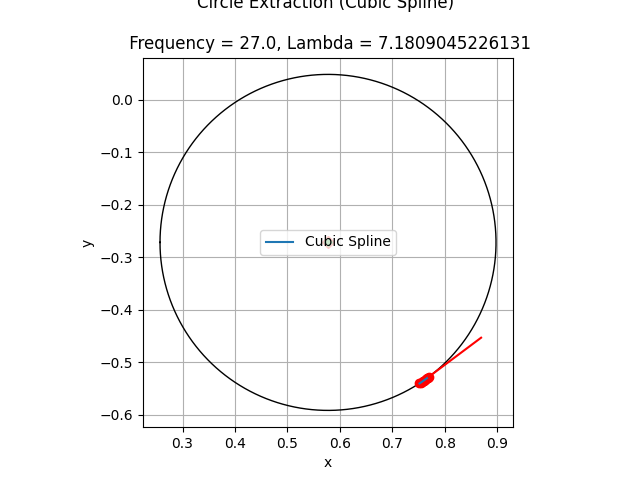 Circle Extraction (Cubic Spline)
Frequency = 27.0, Lambda = 7.1809045226131
0.0
−0.1
−0.2
−0.3
−0.4
−0.5
−0.6
y
Cubic Spline
0.3 0.4 0.5 0.6 0.7 0.8 0.9
x